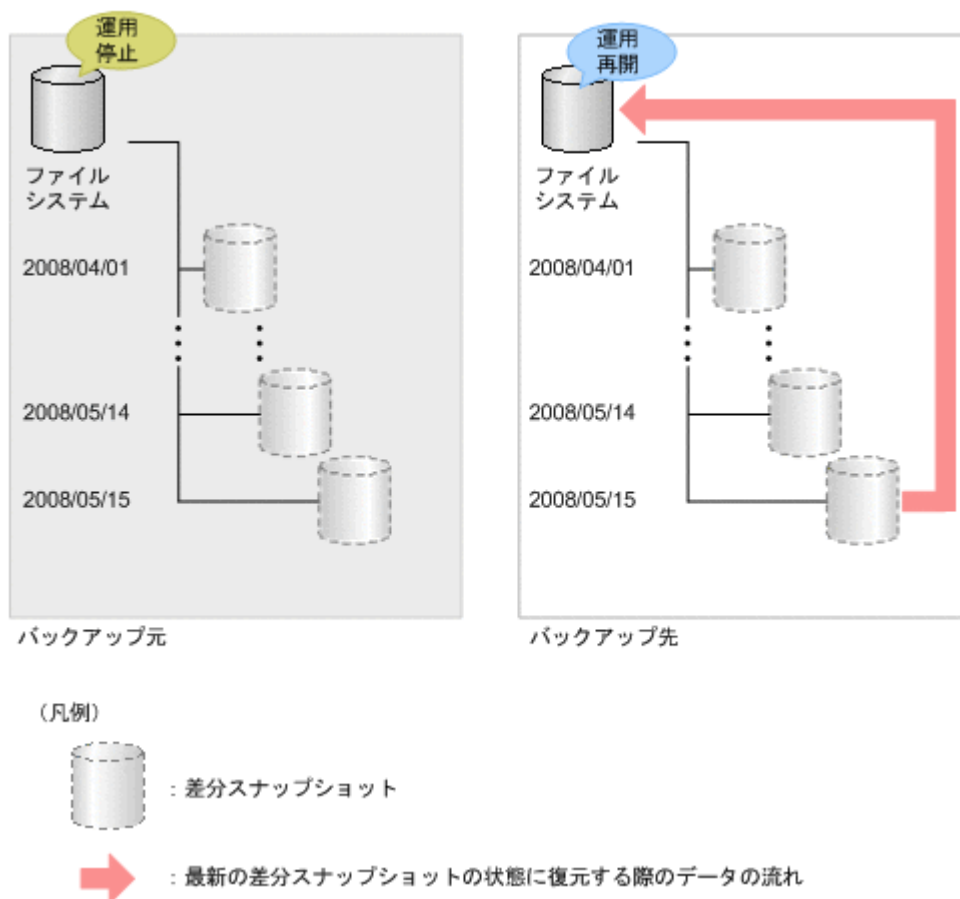 運用
停止
ファイル
システム
2008/04/01
2008/05/14
2008/05/15
バックアップ元
運用
再開
ファイル
システム
2008/04/01
2008/05/14
2008/05/15
バックアップ先
（凡例）
：差分スナップショット
：最新の差分スナップショットの状態に復元する際のデータの流れ